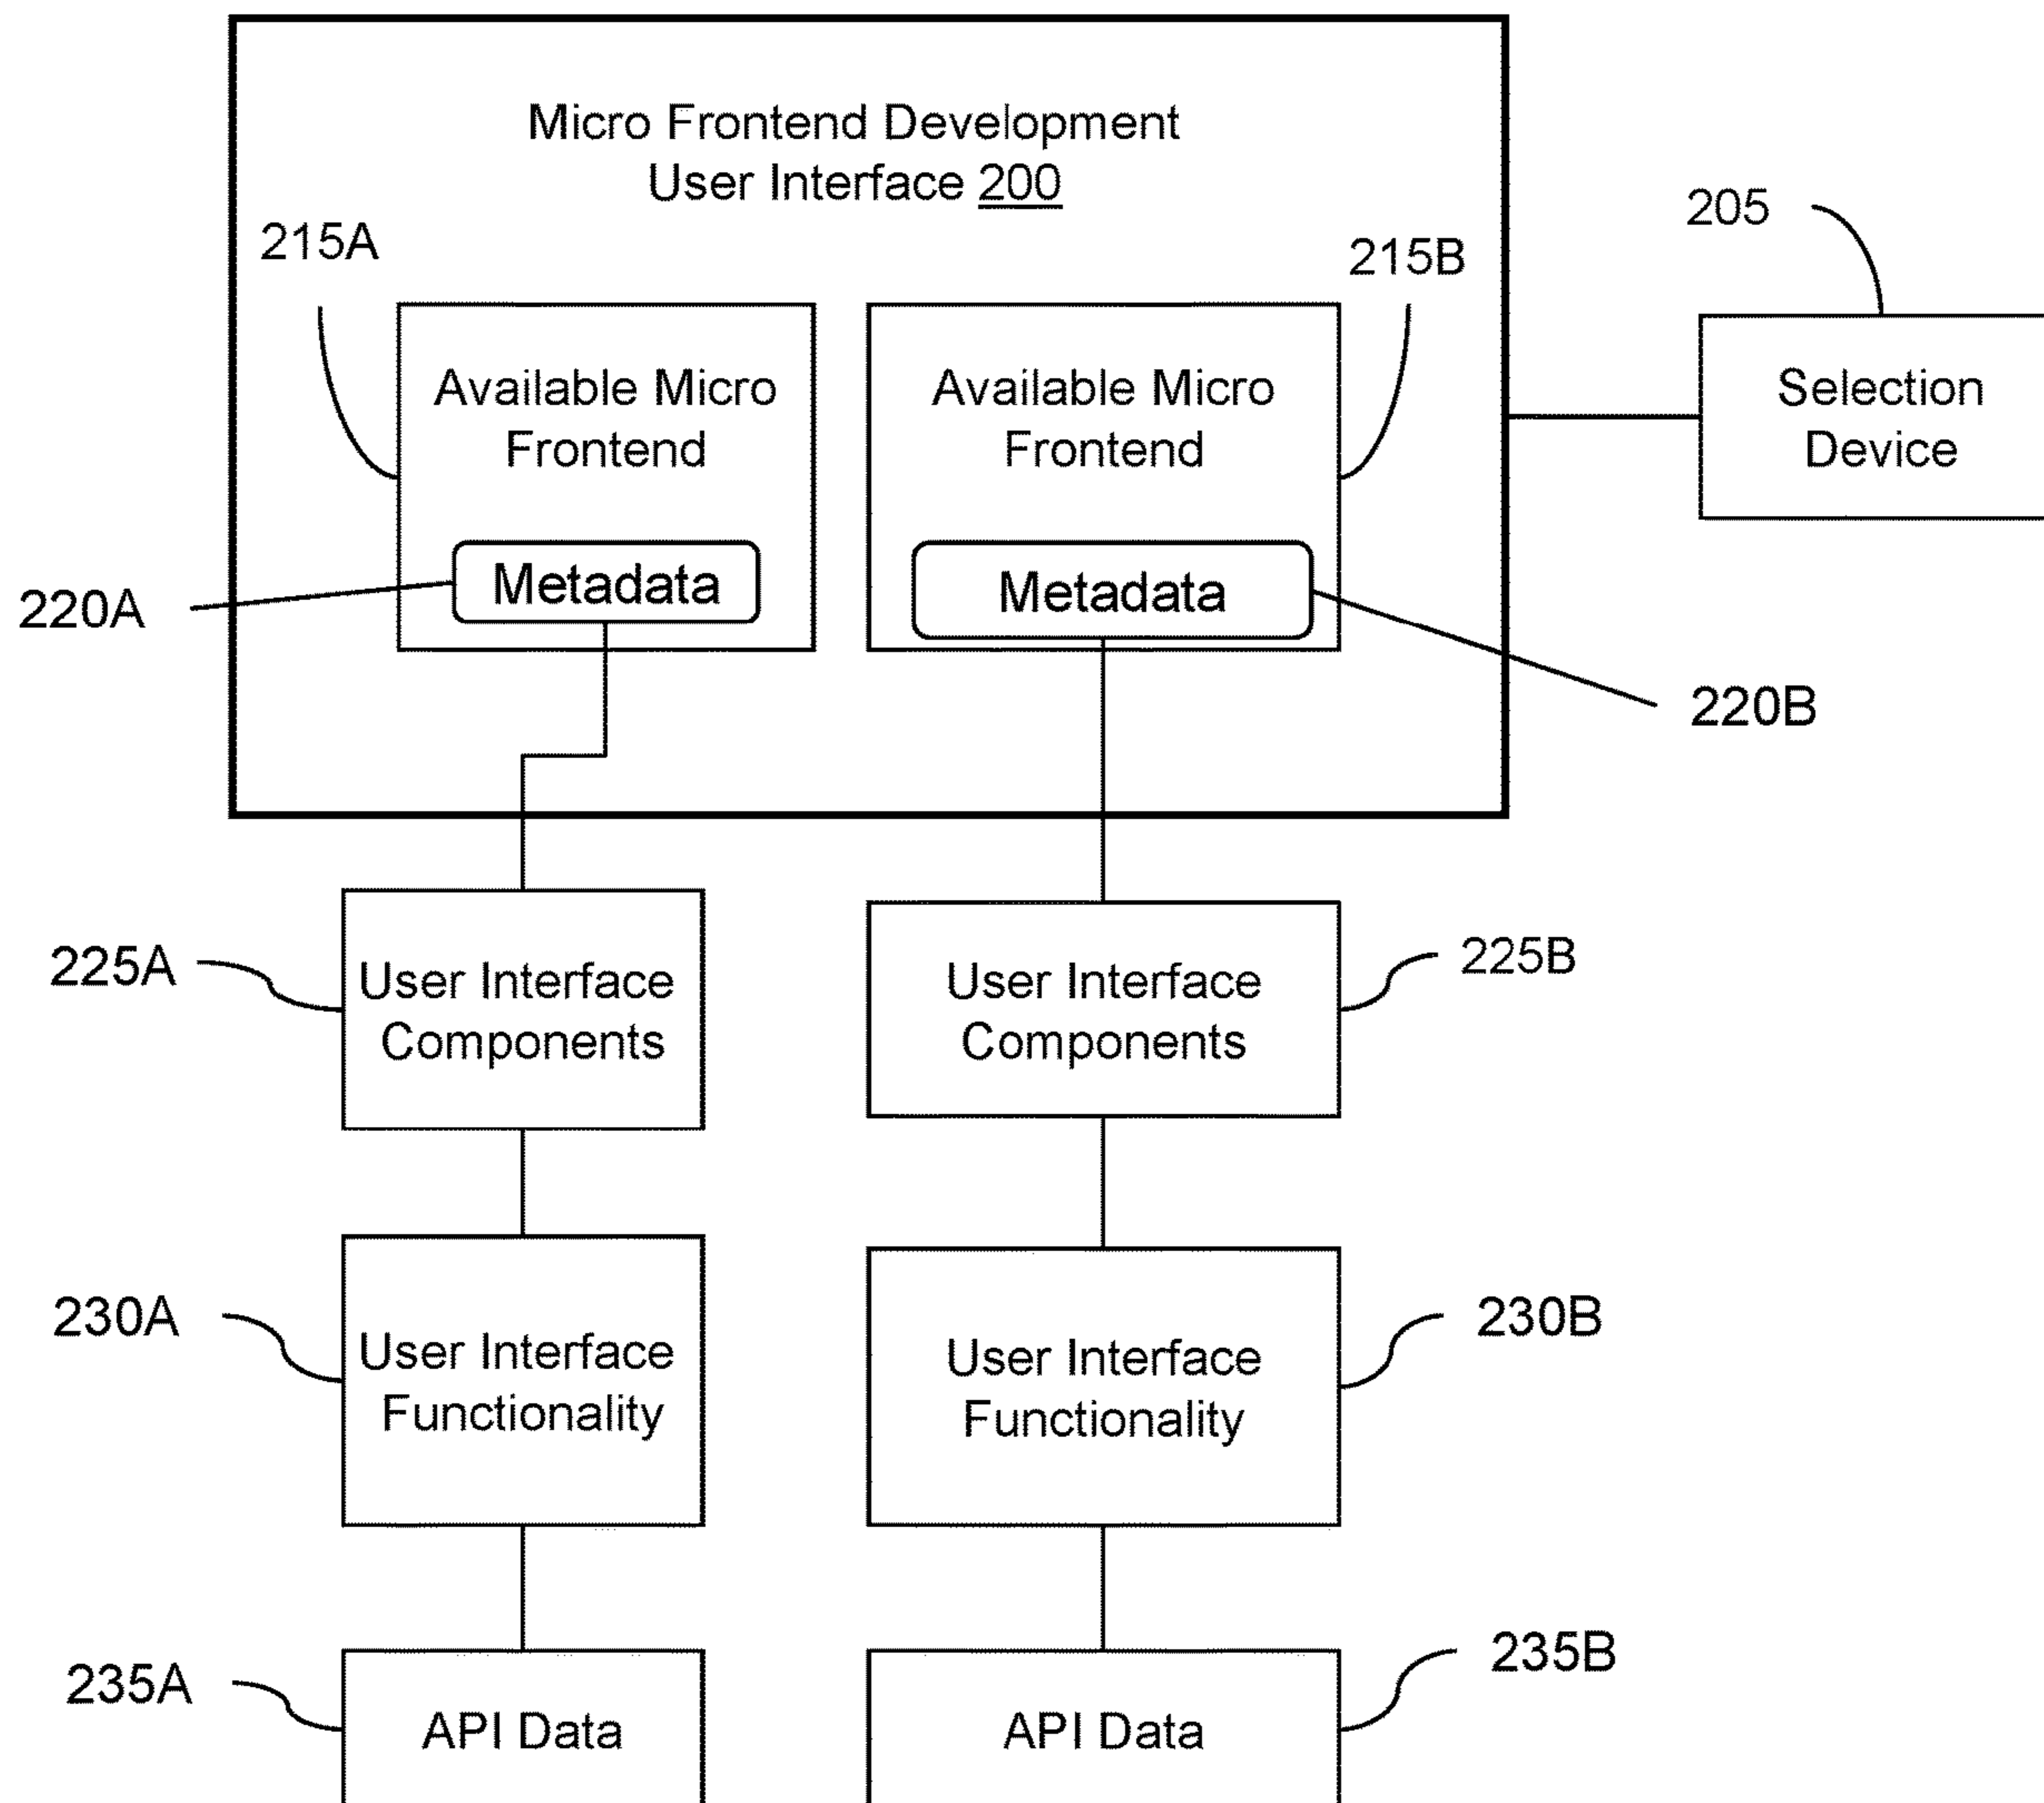 Micro Frontend Development
User Interface 200
215A
215B
205
Available Micro
Frontend
Available Micro
Frontend
Selection
Device
Metadata
Metadata
220A
220B
225A
User Interface
Components
User Interface
Components
225B
230A
User Interface
Functionality
User Interface
Functionality
230B
235A
API Data
API Data
235B